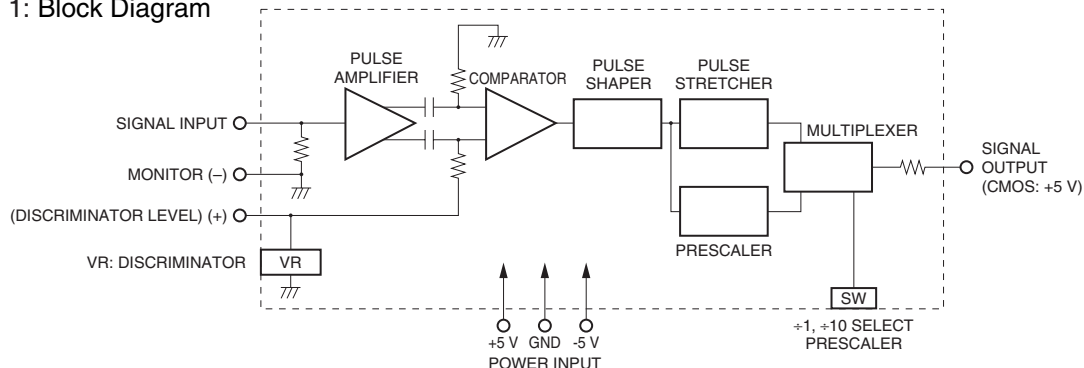 1: Block Diagram
PULSE
AMPLIFIER
COMPARATOR
PULSE
SHAPER
PULSE
STRETCHER
MULTIPLEXER
SIGNAL INPUT
SIGNAL
OUTPUT
(CMOS: +5 V)
MONITOR (–)
(DISCRIMINATOR LEVEL) (+)
PRESCALER
VR: DISCRIMINATOR
VR
SW
÷1, ÷10 SELECT
PRESCALER
+5 V
GND
-5 V
POWER INPUT